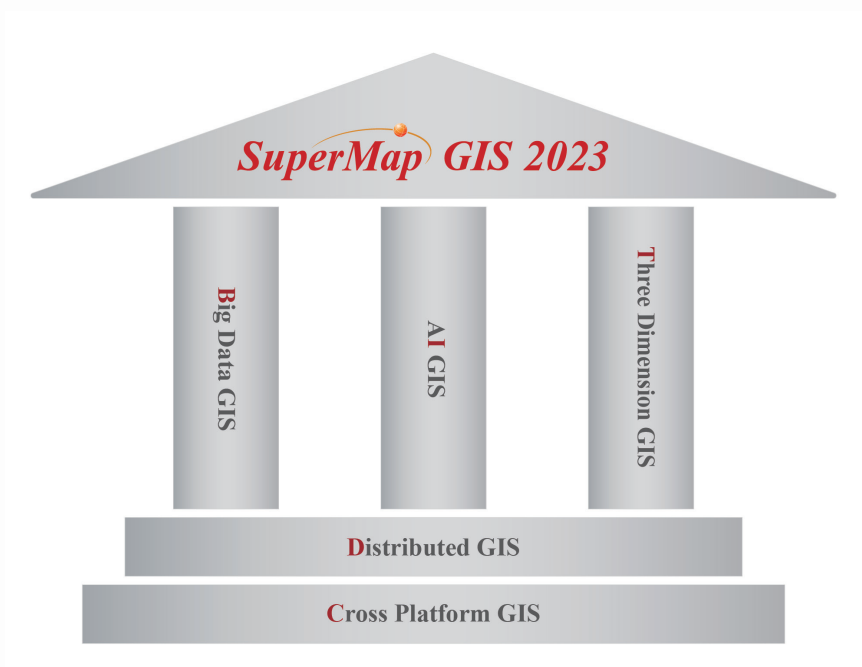 SuperMap GIS 2023
Big Data GIS
AI GIS
Three Dimension GIS
Distributed GIS
Cross Platform GIS